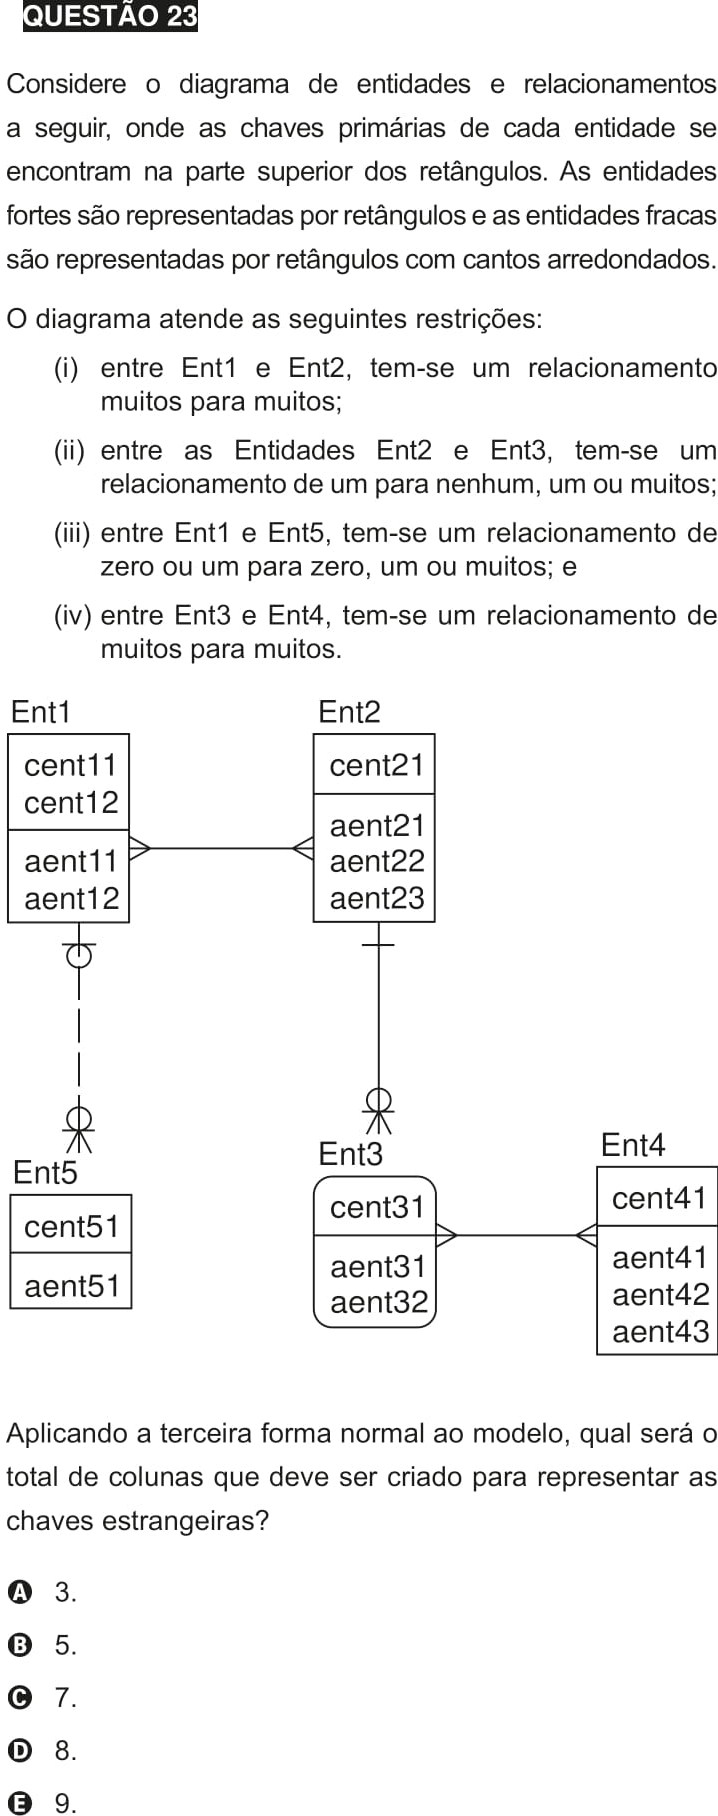 QUESTÃO 23
Considere o diagrama de entidades e relacionamentos
a seguir, onde as chaves primárias de cada entidade se
encontram na parte superior dos retângulos. As entidades
fortes são representadas por retângulos e as entidades fracas
são representadas por retângulos com cantos arredondados.
O diagrama atende as seguintes restrições:
(i) entre Ent1 e Ent2, tem-se um relacionamento
muitos para muitos;
(ii) entre as Entidades Ent2 e Ent3, tem-se um
relacionamento de um para nenhum, um ou muitos;
(iii) entre Ent1 e Ent5, tem-se um relacionamento de
zero ou um para zero, um ou muitos; e
(iv) entre Ent3 e Ent4, tem-se um relacionamento de
muitos para muitos.
Ent1
cent11
cent12
aent11
aent12
Ent2
cent21
aent21
aent22
aent23
Ent5
cent51
aent51
Ent3
cent31
aent31
aent32
Ent4
cent41
aent41
aent42
aent43
Aplicando a terceira forma normal ao modelo, qual será o
total de colunas que deve ser criado para representar as
chaves estrangeiras?
A 3.
B 5.
C 7.
D 8.
E 9.